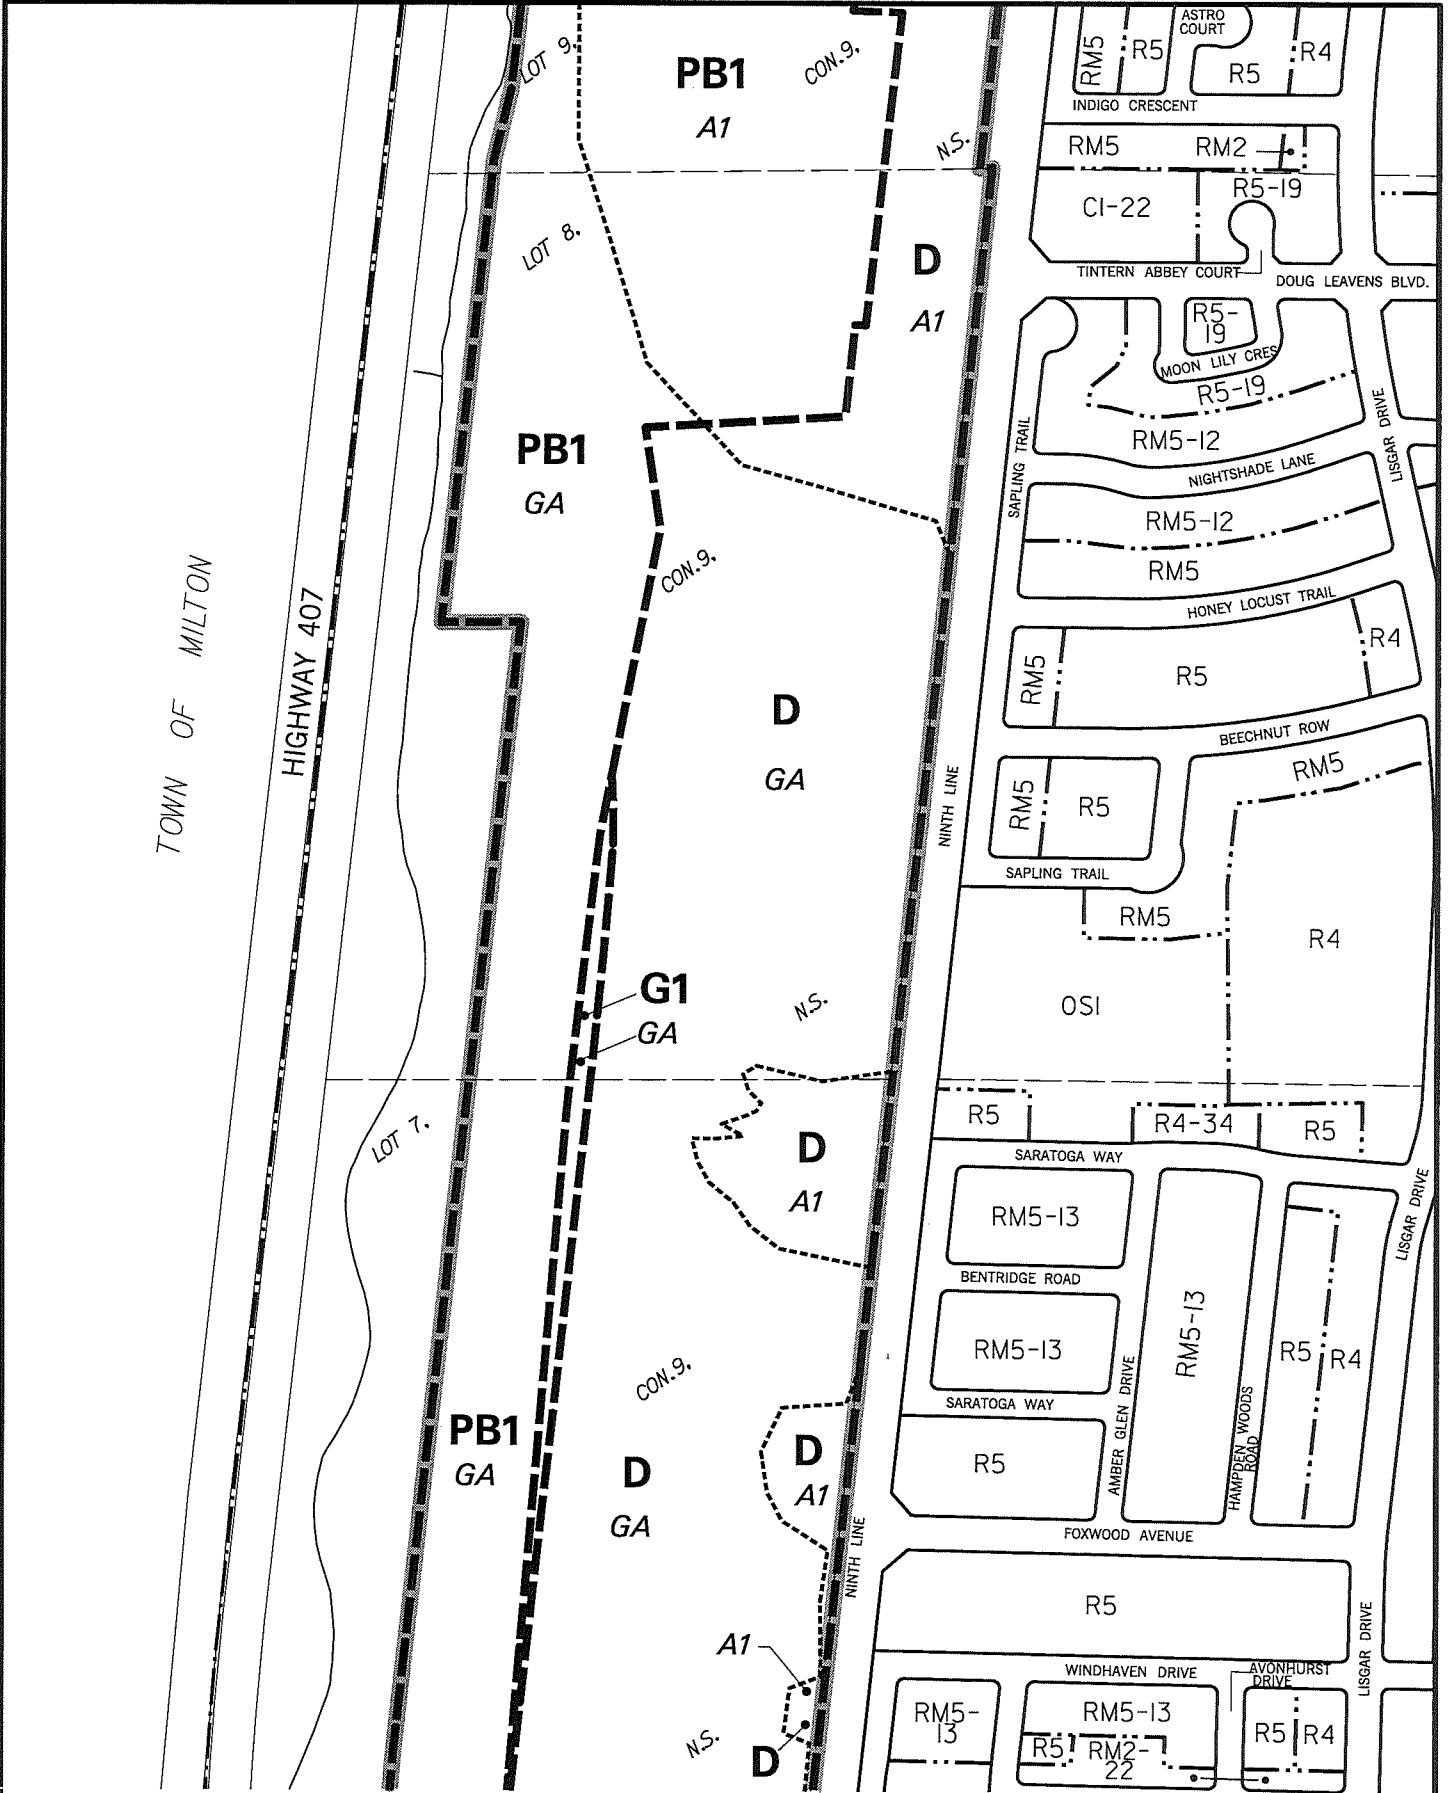 ASTRO
COURT
LOT 9,
PB1
A1
CON.9,
RM5
R5
R5
R4
INDIGO CRESCENT
N.S.
RM5
RM2
R5-19
C1-22
LOT 8,
D
A1
TINTERN ABBEY COURT
DOUG LEAVENS BLVD.
R5-
19
MOON LILY CRES
R5-19
LISGAR DRIVE
PB1
GA
SAPLING TRAIL
RM5-12
NIGHTSHADE LANE
RM5-12
RM5
CON.9,
HONEY LOCUST TRAIL
TOWN OF MILTON
HIGHWAY 407
RM5
R5
R4
D
GA
BEECHNUT ROW
RM5
NINTH LINE
RM5
R5
SAPLING TRAIL
RM5
R4
G1
GA
N.S.
OS1
LOT 7,
R5
R4-34
R5
D
A1
SARATOGA WAY
RM5-13
LISGAR DRIVE
BENTRIDGE ROAD
RM5-13
RM5-13
R5
R4
CON.9,
SARATOGA WAY
AMBER GLEN DRIVE
HAMPDEN WOODS
ROAD
PB1
GA
D
GA
D
A1
R5
FOXWOOD AVENUE
NINTH LINE
R5
LISGAR DRIVE
A1
WINDHAVEN DRIVE
AVONHURST
DRIVE
N.S.
D
RM5-
13
RM5-13
R5
RM2-
22
R5
R4